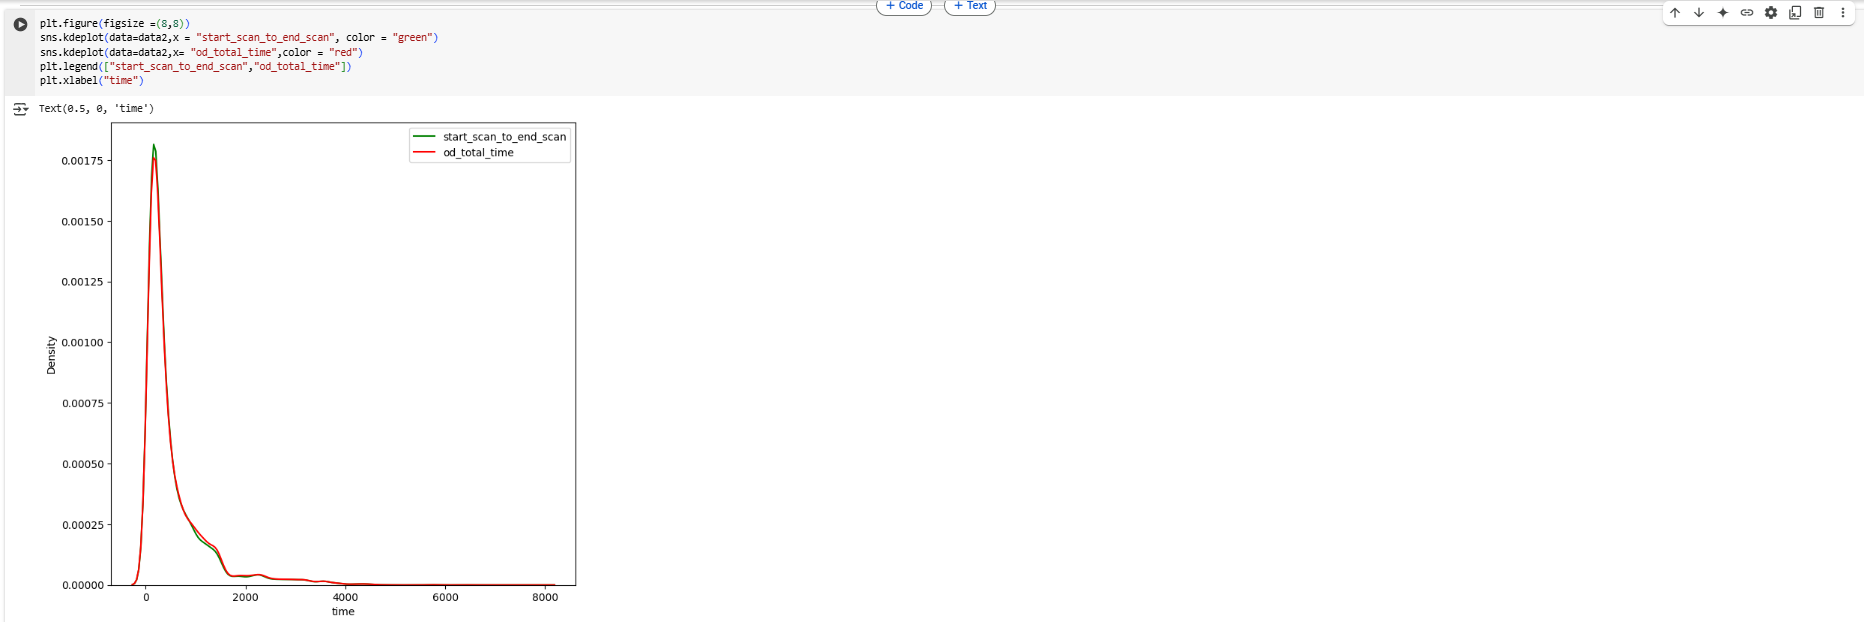 + Code + Text
plt.figure(figsize =(8,8))
sns.kdeplot(data=data2,x = "start_scan_to_end_scan", color = "green")
sns.kdeplot(data=data2,x= "od_total_time",color = "red")
plt.legend(["start_scan_to_end_scan","od_total_time"])
plt.xlabel("time")
Text(0.5, 0, 'time')
start_scan_to_end_scan
od_total_time
0.00175
0.00150
0.00125
0.00100
0.00075
0.00050
0.00025
0.00000
Density
0 2000 4000 6000 8000
time